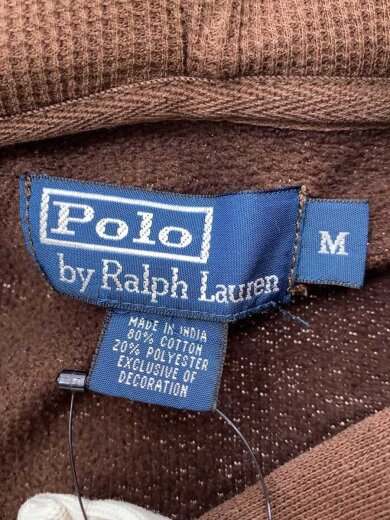 Polo
by Ralph Lauren
M
MADE IN INDIA
80% COTTON
20% POLYESTER
EXCLUSIVE OF
DECORATION